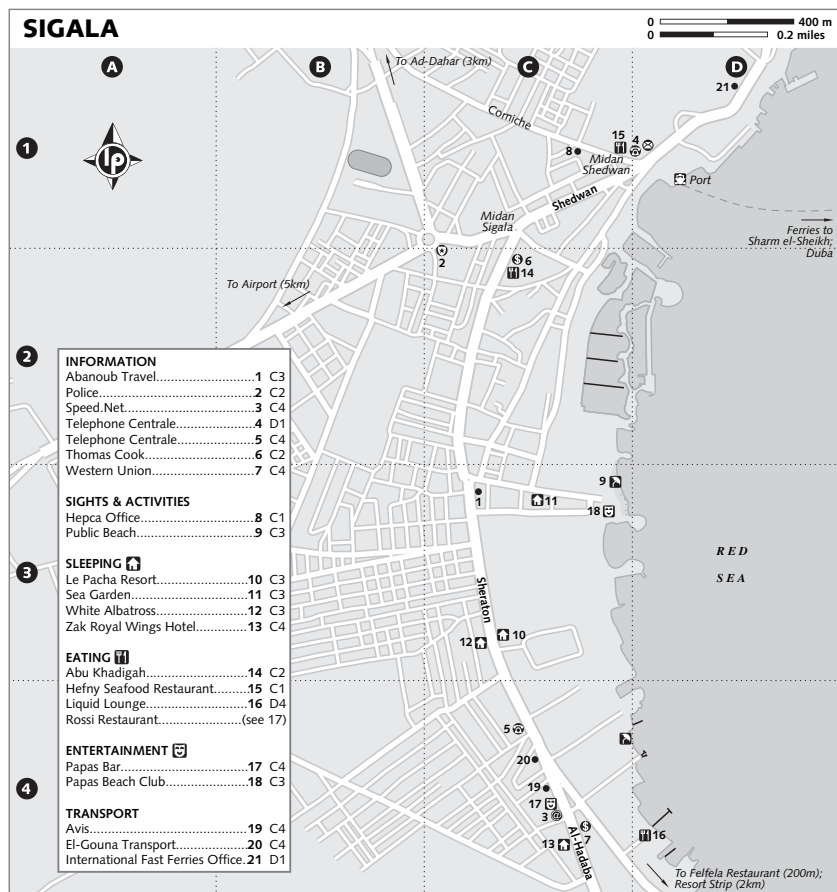 SIGALA
0 400 m
0 0.2 miles
A B C D
To Ad-Dahar (3km)
21
Corniche
1
lp
15 4
8
Midan
Shedwan
Port
Shedwan
Midan
Sigala
Ferries to
Sharm el-Sheikh;
Duba
2
$ 6
14
To Airport (5km)
2
INFORMATION
Abanoub Travel..............................1 C3
Police..............................................2 C2
Speed.Net......................................3 C4
Telephone Centrale.......................4 D1
Telephone Centrale.......................5 C4
Thomas Cook.................................6 C2
Western Union...............................7 C4
SIGHTS & ACTIVITIES
Hepca Office..................................8 C1
Public Beach..................................9 C3
SLEEPING
Le Pacha Resort...........................10 C3
Sea Garden..................................11 C3
White Albatross...........................12 C3
Zak Royal Wings Hotel................13 C4
EATING
Abu Khadigah..............................14 C2
Hefny Seafood Restaurant..........15 C1
Liquid Lounge.............................16 D4
Rossi Restaurant......................(see 17)
ENTERTAINMENT
Papas Bar.....................................17 C4
Papas Beach Club........................18 C3
TRANSPORT
Avis..............................................19 C4
El-Gouna Transport.....................20 C4
International Fast Ferries Office.21 D1
9
1
11
18
3
RED
SEA
Sheraton
10
12
5
20
4
19
17
3 @
$
7
13
Al-Hadaba
16
To Felfela Restaurant (200m);
Resort Strip (2km)